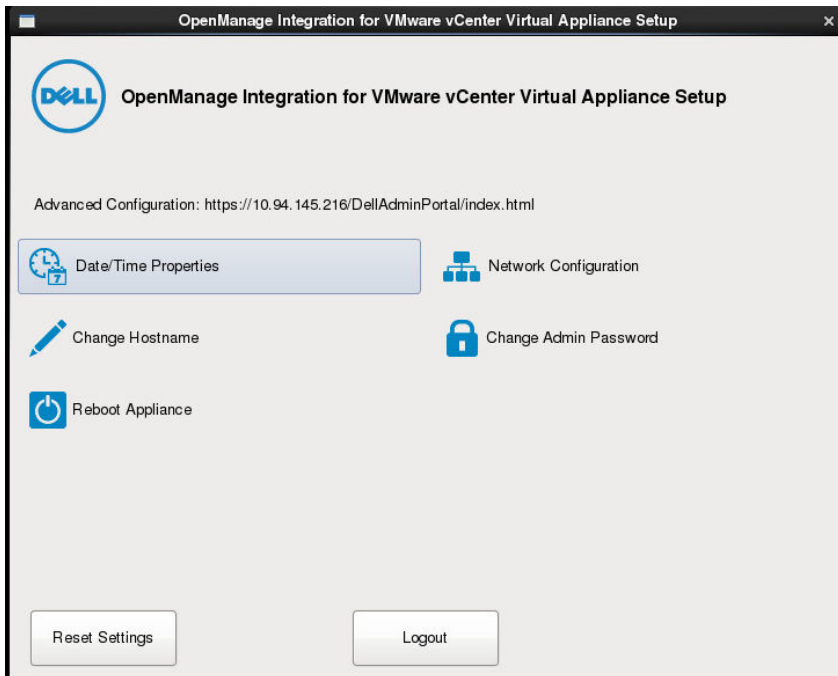 OpenManage Integration for VMware vCenter Virtual Appliance Setup
DELL OpenManage Integration for VMware vCenter Virtual Appliance Setup
Advanced Configuration: https://10.94.145.216/DellAdminPortal/index.html
7 Date/Time Properties
Network Configuration
Change Hostname
Change Admin Password
Reboot Appliance
Reset Settings
Logout